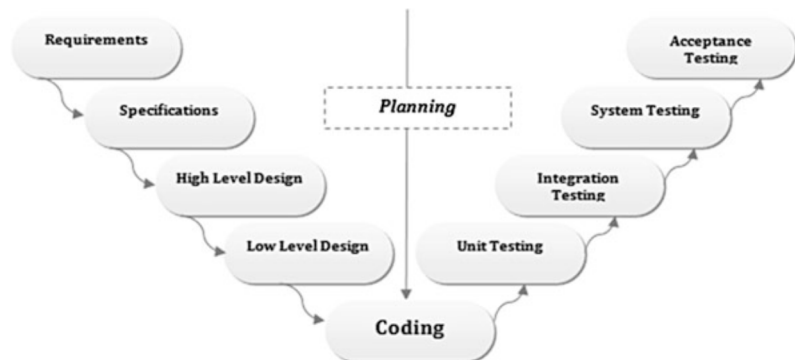 Requirements
Acceptance
Testing
Planning
Specifications
System Testing
High Level Design
Integration
Testing
Low Level Design
Unit Testing
Coding